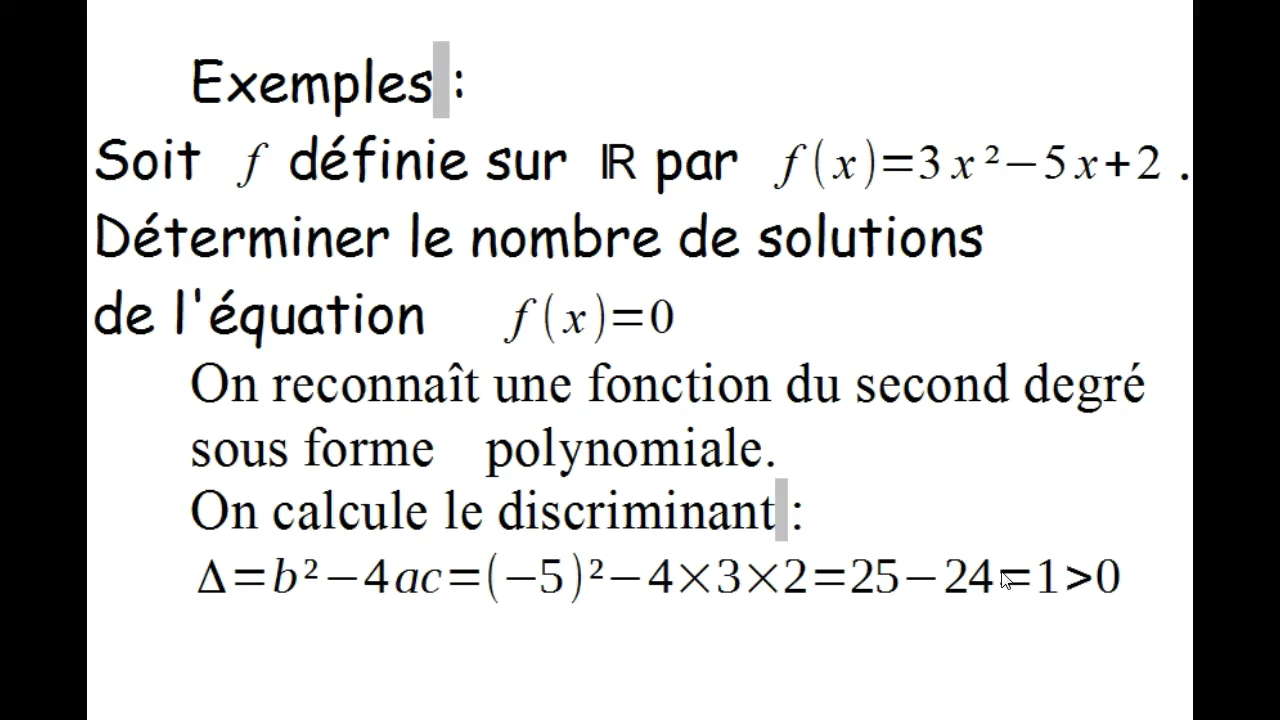 Exemples :
Soit f définie sur ℝ par f(x)=3x²−5x+2 .
Déterminer le nombre de solutions
de l'équation f(x)=0
On reconnaît une fonction du second degré
sous forme polynomiale.
On calcule le discriminant :
Δ=b²−4ac=(−5)²−4×3×2=25−24=1>0